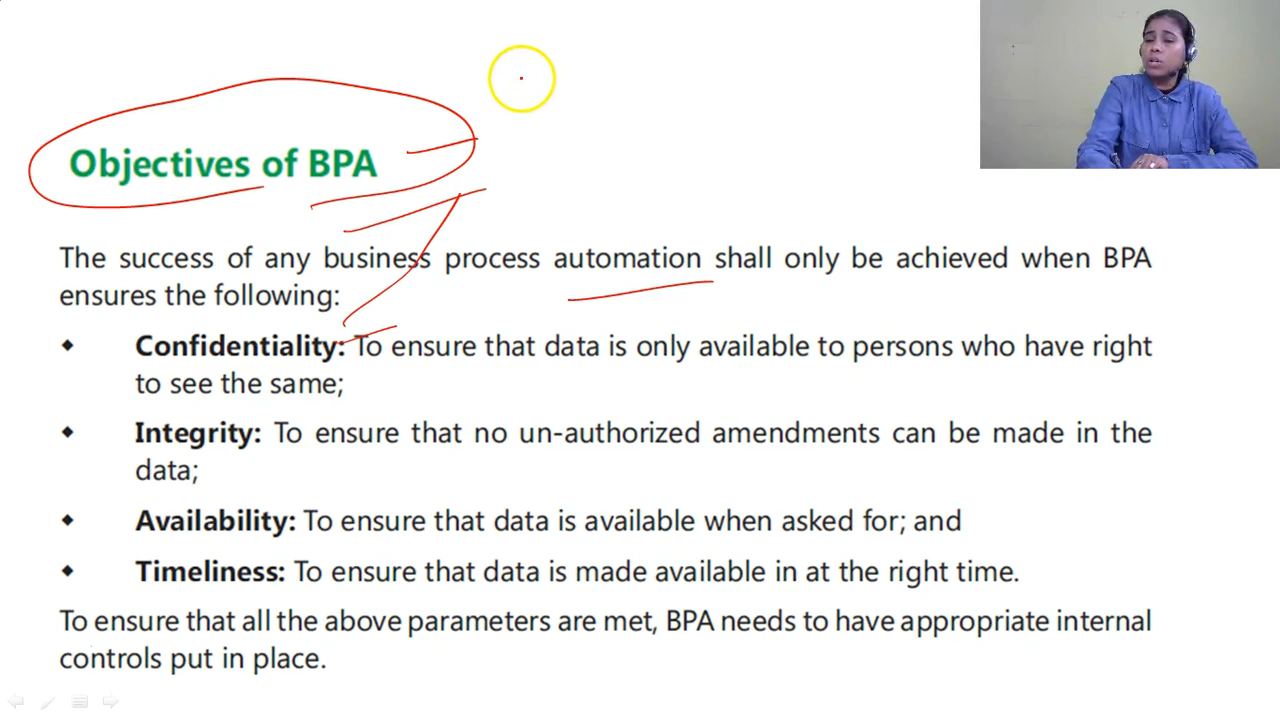 Objectives of BPA
The success of any business process automation shall only be achieved when BPA
ensures the following:
Confidentiality: To ensure that data is only available to persons who have right
to see the same;
Integrity: To ensure that no un-authorized amendments can be made in the
data;
Availability: To ensure that data is available when asked for; and
Timeliness: To ensure that data is made available in at the right time.
To ensure that all the above parameters are met, BPA needs to have appropriate internal
controls put in place.